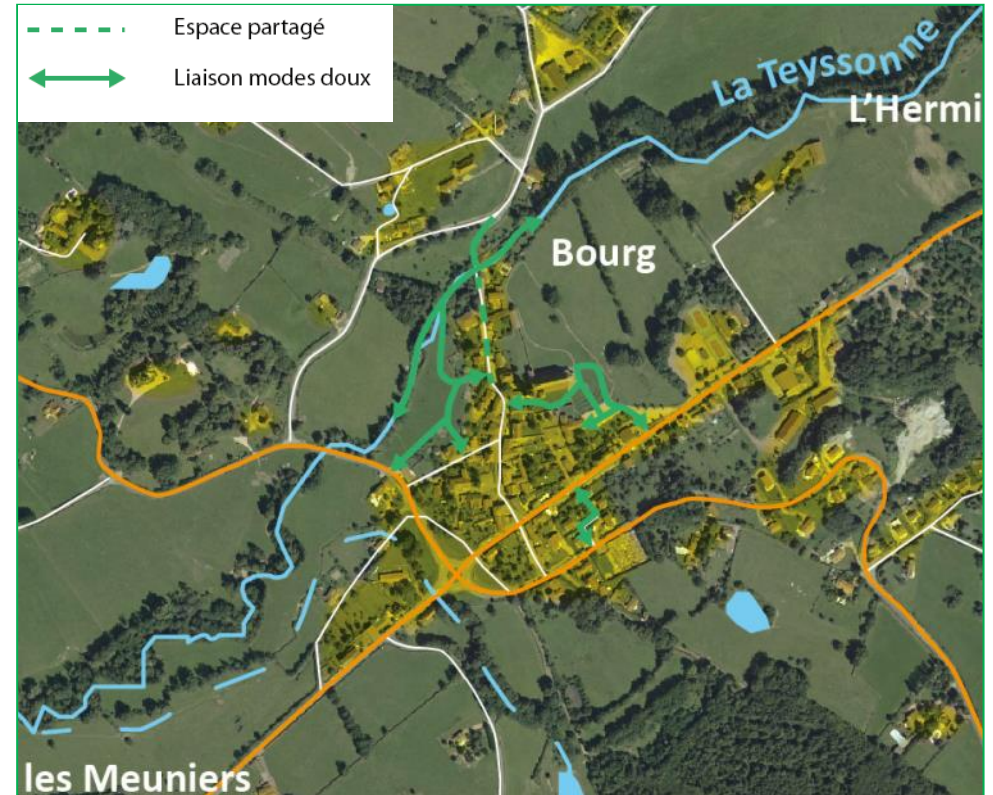 Espace partagé
Liaison modes doux
La Teyssonne
L'Hermi
Bourg
les Meuniers